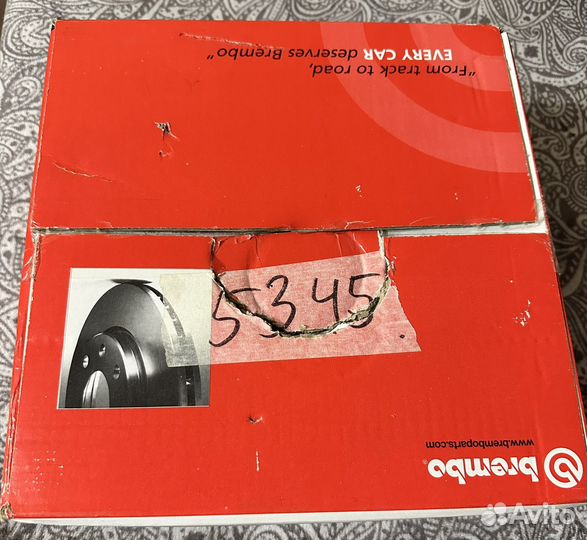 "From track to road,
EVERY CAR deserves Brembo"
5345.
www.bremboparts.com
brembo
Avito